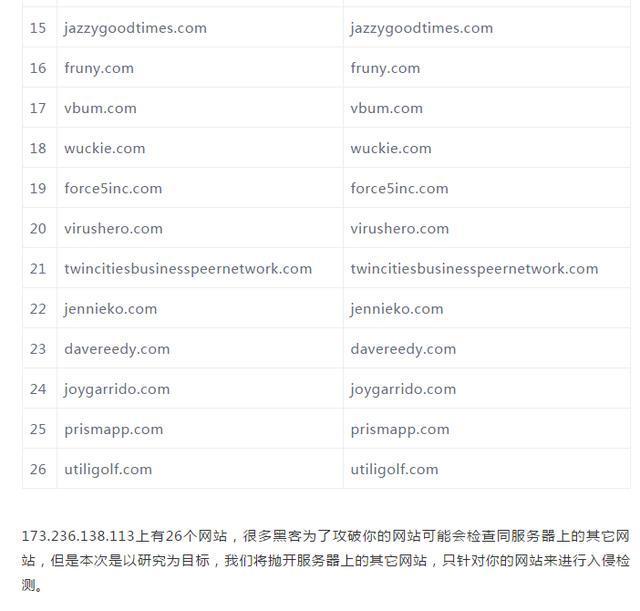 15 jazzygoodtimes.com jazzygoodtimes.com
16 fruny.com fruny.com
17 vbum.com vbum.com
18 wuckie.com wuckie.com
19 force5inc.com force5inc.com
20 virushero.com virushero.com
21 twincitiesbusinesspeernetwork.com twincitiesbusinesspeernetwork.com
22 jennieko.com jennieko.com
23 davereedy.com davereedy.com
24 joygarrido.com joygarrido.com
25 prismapp.com prismapp.com
26 utiligolf.com utiligolf.com
173.236.138.113上有26个网站，很多黑客为了攻破你的网站可能会检查同服务器上的其它网
站，但是本次是以研究为目标，我们将抛开服务器上的其它网站，只针对你的网站来进行入侵检
测。